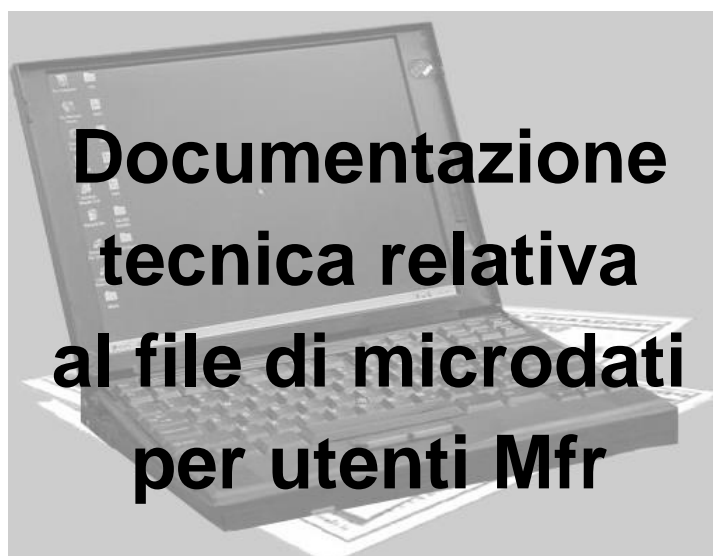 Documentazione
tecnica relativa
al file di microdati
per utenti Mfr